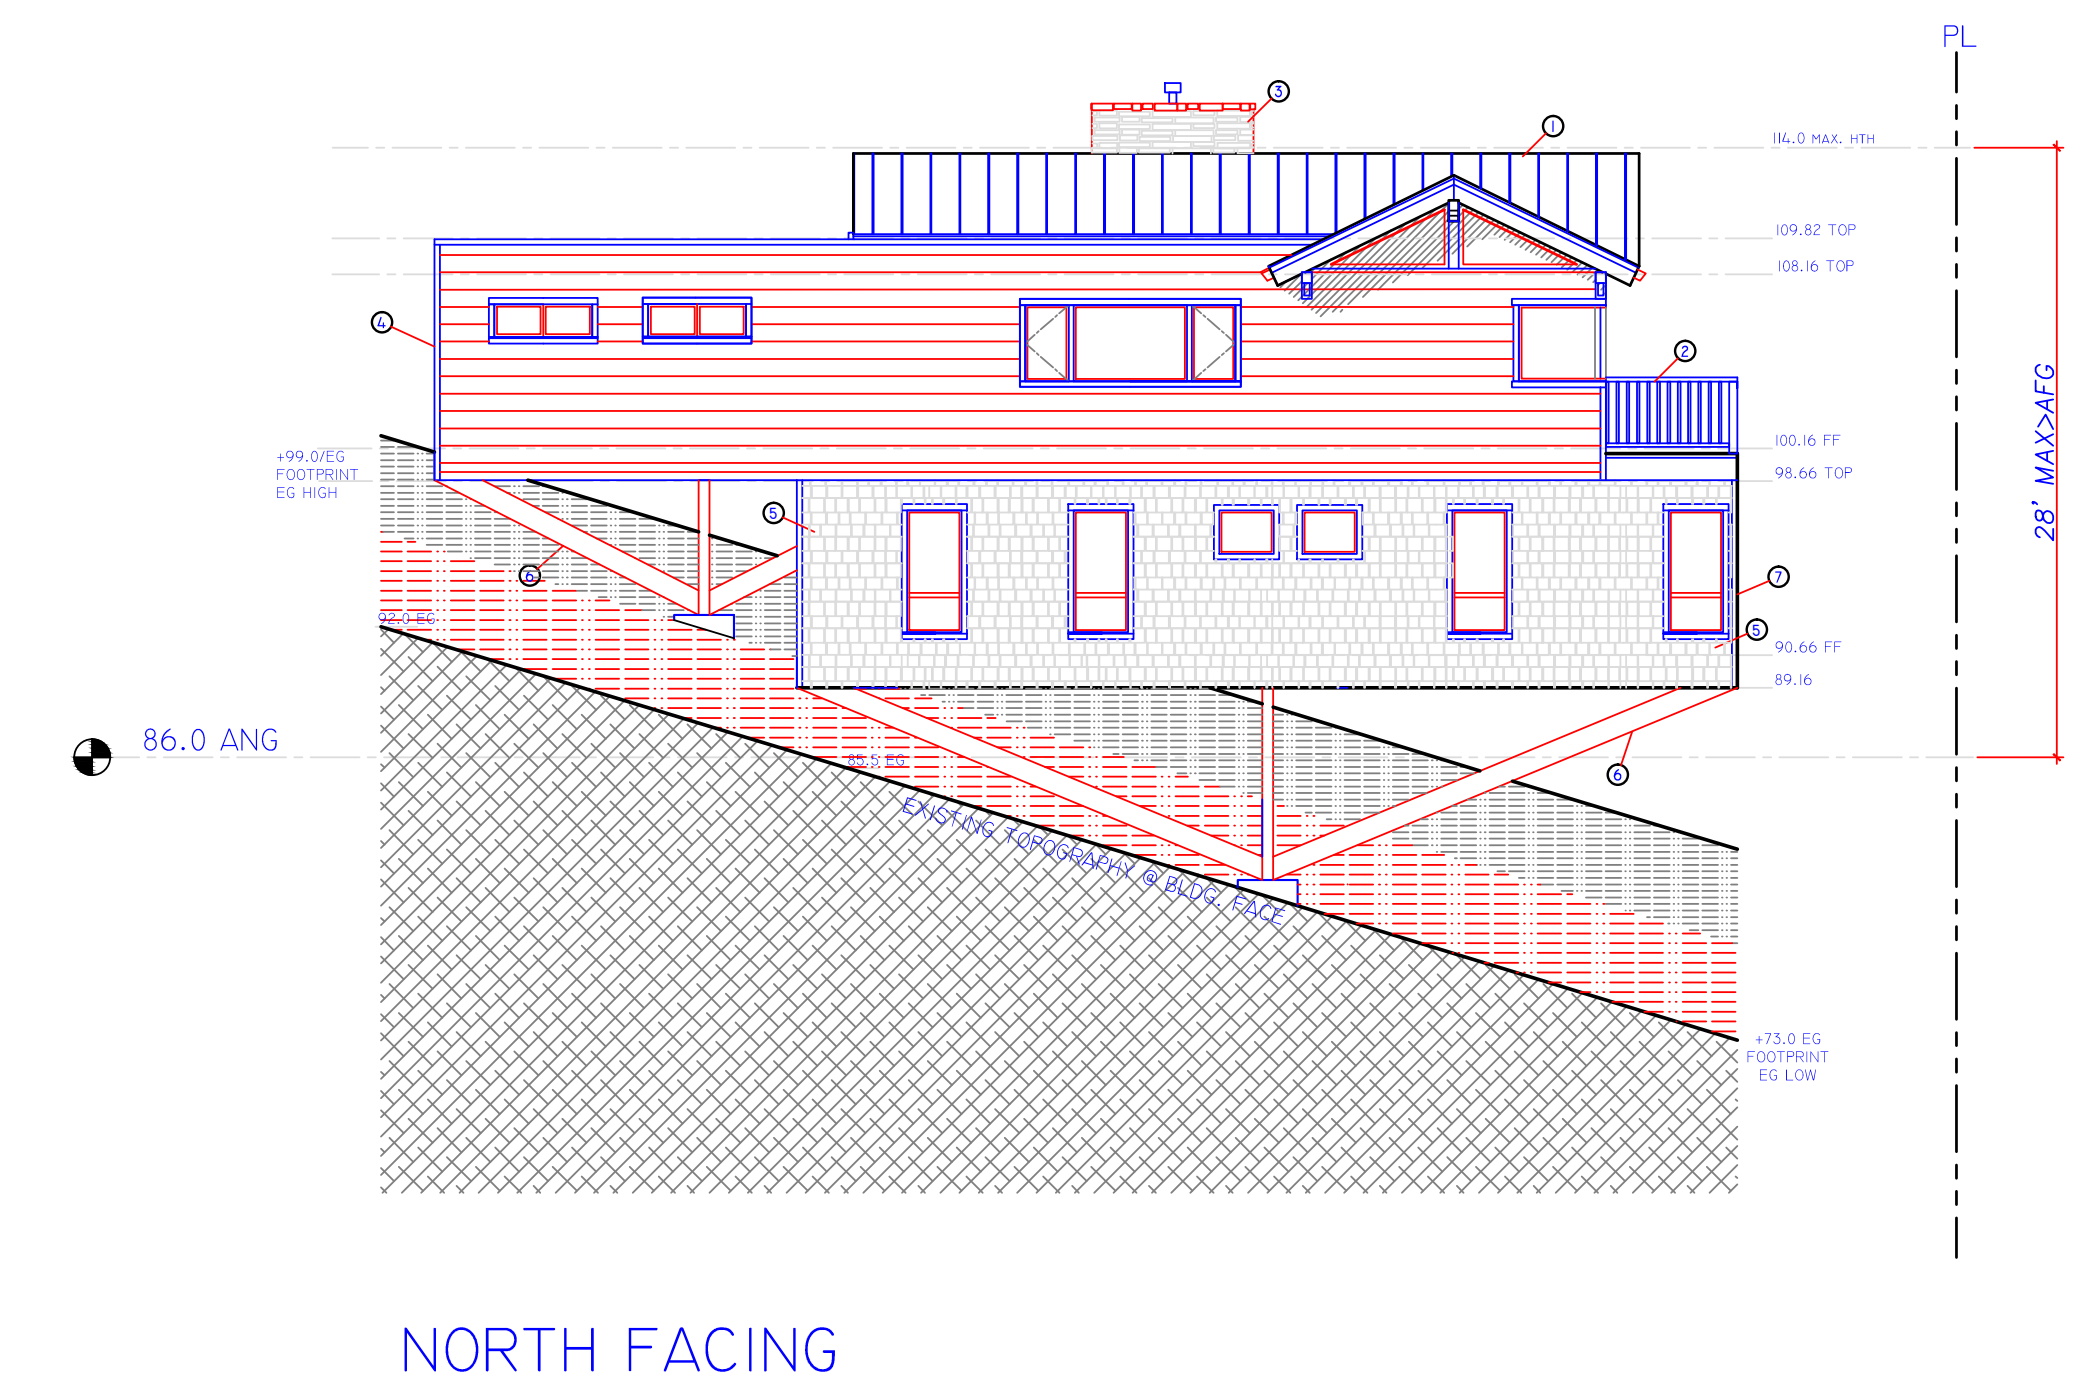 PL
3
1
114.0 MAX. HTH
109.82 TOP
108.16 TOP
4
2
28' MAX>AFG
100.16 FF
+99.0/EG
FOOTPRINT
EG HIGH
98.66 TOP
5
6
7
92.0 EG
5
90.66 FF
89.16
86.0 ANG
85.5 EG
6
EXISTING TOPOGRAPHY @ BLDG. FACE
+73.0 EG
FOOTPRINT
EG LOW
NORTH FACING